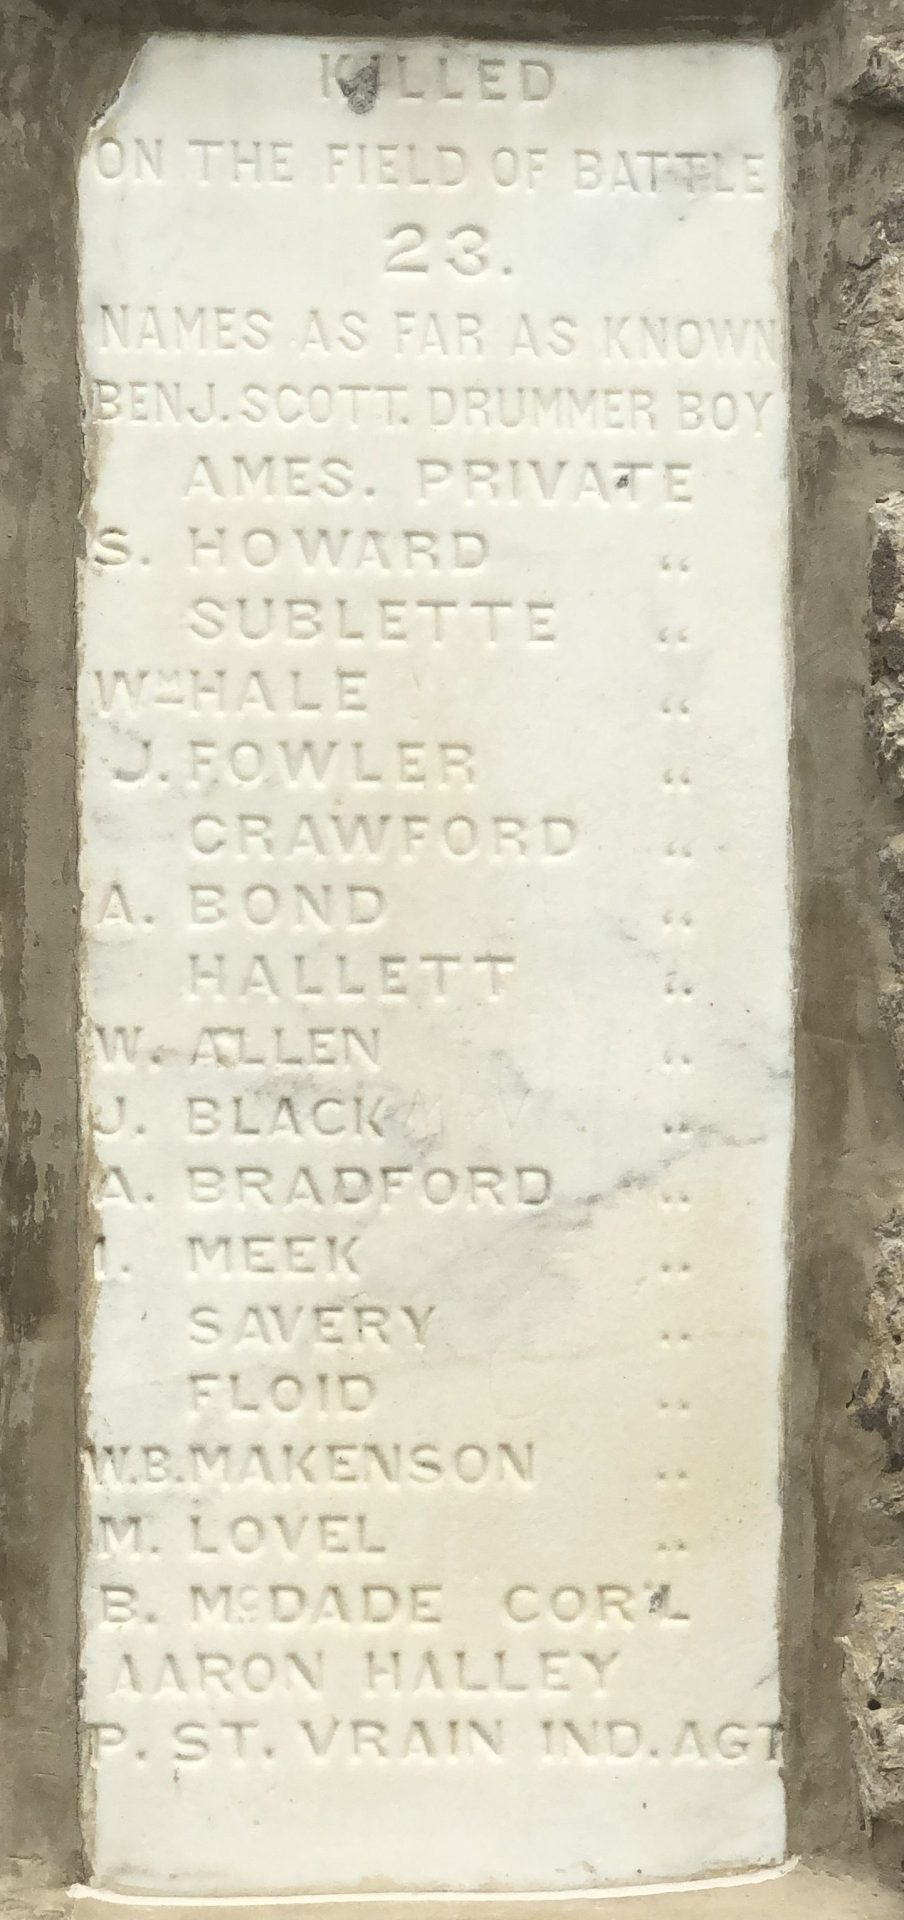 KILLED
ON THE FIELD OF BATTLE
23.
NAMES AS FAR AS KNOWN
BENJ. SCOTT. DRUMMER BOY
AMES. PRIVATE
S. HOWARD "
SUBLETTE "
WM HALE "
J. FOWLER "
CRAWFORD "
A. BOND "
HALLETT "
W. ALLEN "
J. BLACK "
A. BRADFORD "
I. MEEK "
SAVERY "
FLOID "
W.B. MAKENSON "
M. LOVEL "
B. McDADE COR'L
AARON HALLEY
P. ST. VRAIN IND. AGT